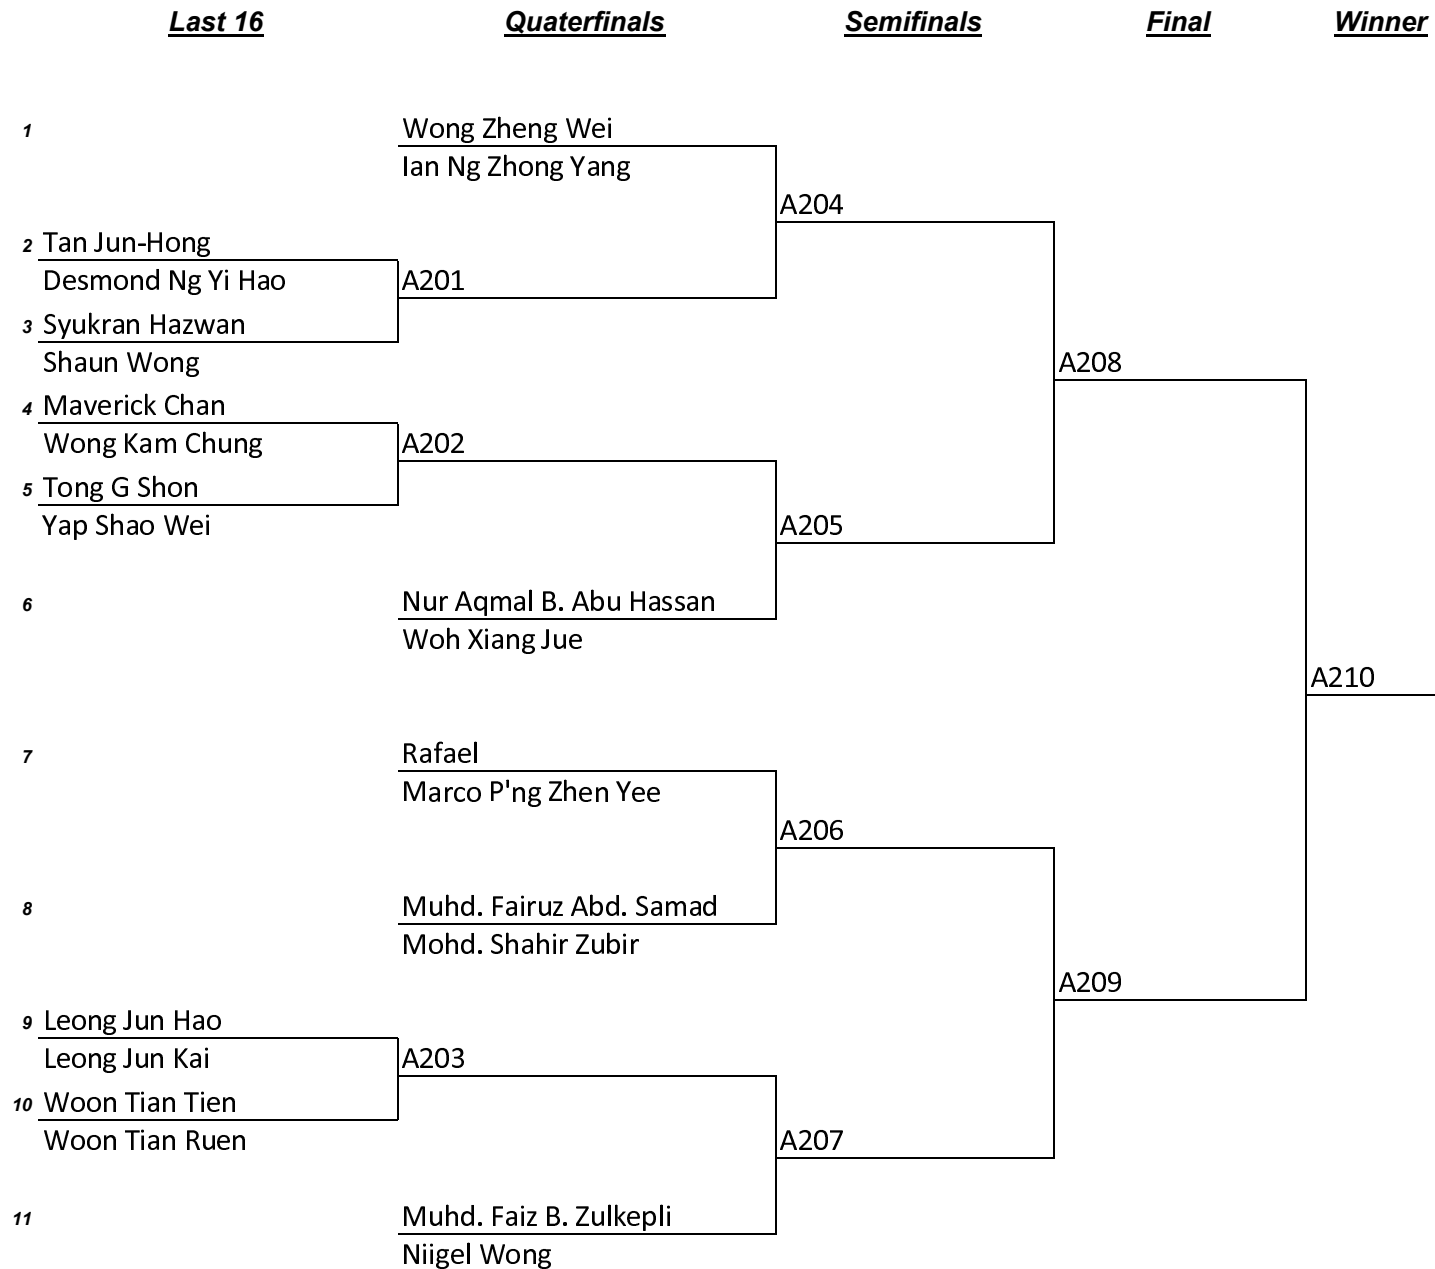 Last 16 Quaterfinals Semifinals Final Winner
1 Wong Zheng Wei
Ian Ng Zhong Yang
A204
2 Tan Jun-Hong
Desmond Ng Yi Hao A201
3 Syukran Hazwan
Shaun Wong A208
4 Maverick Chan
Wong Kam Chung A202
5 Tong G Shon
Yap Shao Wei A205
6 Nur Aqmal B. Abu Hassan
Woh Xiang Jue
A210
7 Rafael
Marco P'ng Zhen Yee
A206
8 Muhd. Fairuz Abd. Samad
Mohd. Shahir Zubir
A209
9 Leong Jun Hao
Leong Jun Kai A203
10 Woon Tian Tien
Woon Tian Ruen A207
11 Muhd. Faiz B. Zulkepli
Niigel Wong